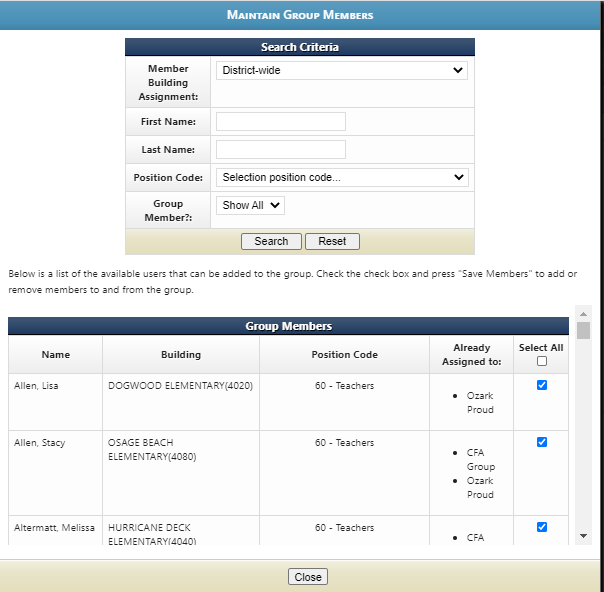 Maintain Group Members
Search Criteria
Member
Building
Assignment:
District-wide
First Name:
Last Name:
Position Code:
Selection position code...
Group
Member?:
Show All
Search
Reset
Below is a list of the available users that can be added to the group. Check the check box and press "Save Members" to add or
remove members to and from the group.
Group Members
Name
Building
Position Code
Already
Assigned to:
Select All
Allen, Lisa
DOGWOOD ELEMENTARY(4020)
60 - Teachers
• Ozark
Proud
Allen, Stacy
OSAGE BEACH
ELEMENTARY(4080)
60 - Teachers
• CFA
Group
• Ozark
Proud
Altermatt, Melissa
HURRICANE DECK
ELEMENTARY(4040)
60 - Teachers
• CFA
Close